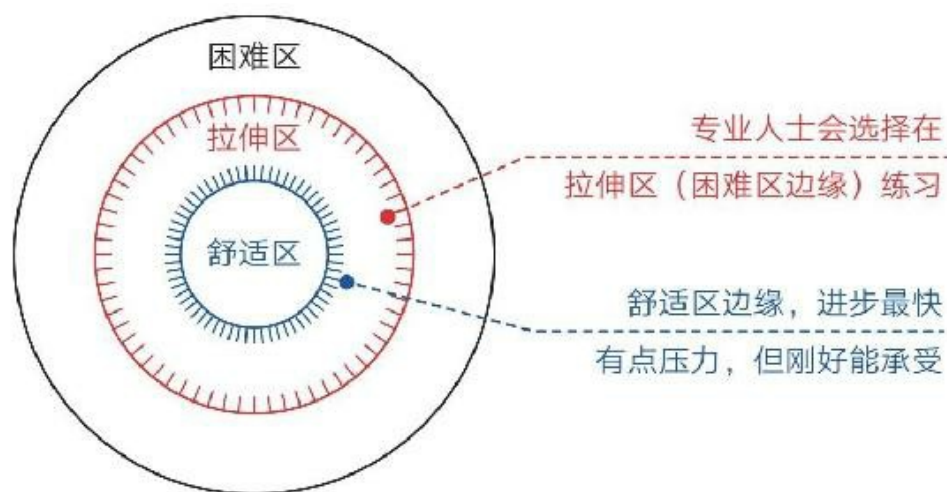 困难区
拉伸区
舒适区
专业人士会选择在
拉伸区（困难区边缘）练习
舒适区边缘，进步最快
有点压力，但刚好能承受